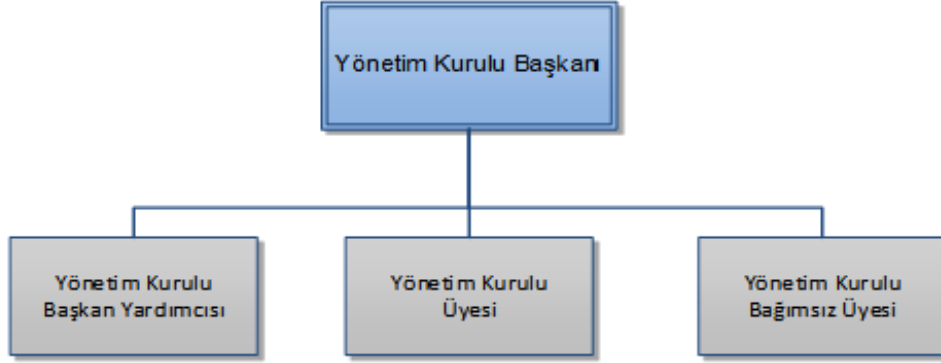 Yönetim Kurulu Başkanı
Yönetim Kurulu
Başkan Yardımcısı
Yönetim Kurulu
Üyesi
Yönetim Kurulu
Bağımsız Üyesi